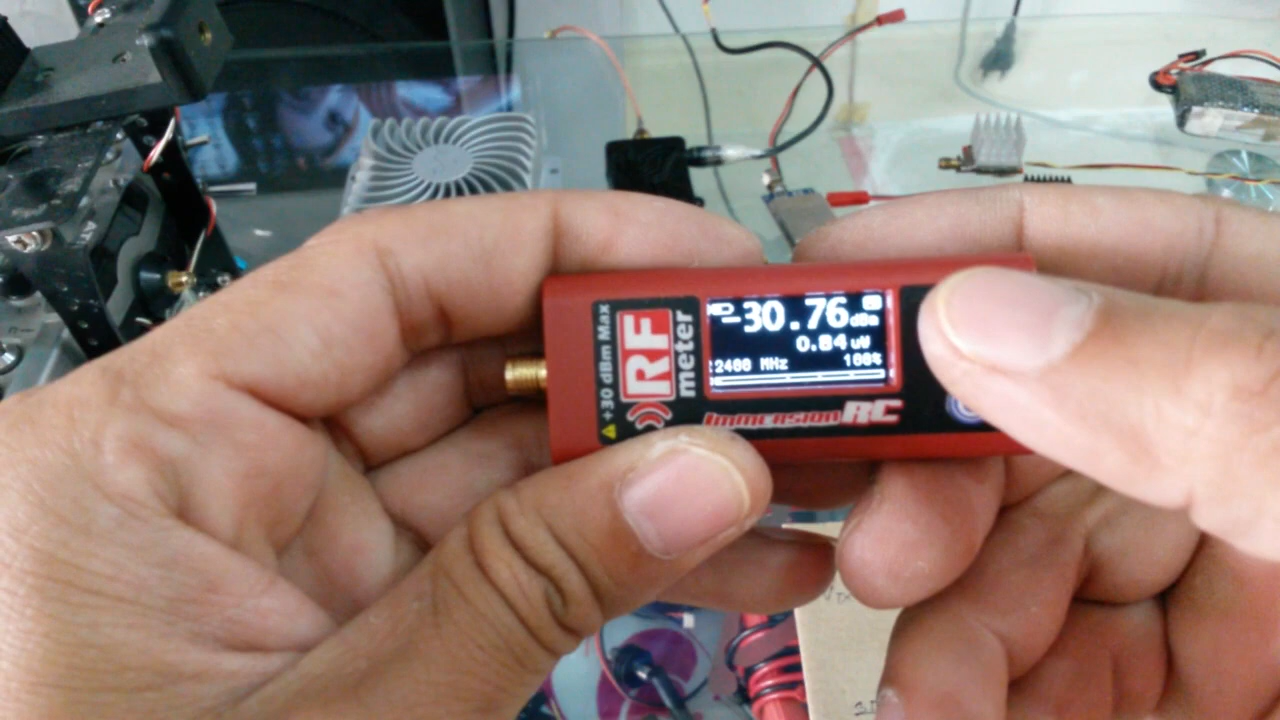 +30 dBm Max
RF
meter
-30.76 dBm
0.84 uW
2400 MHz 100%
ImmersionRC